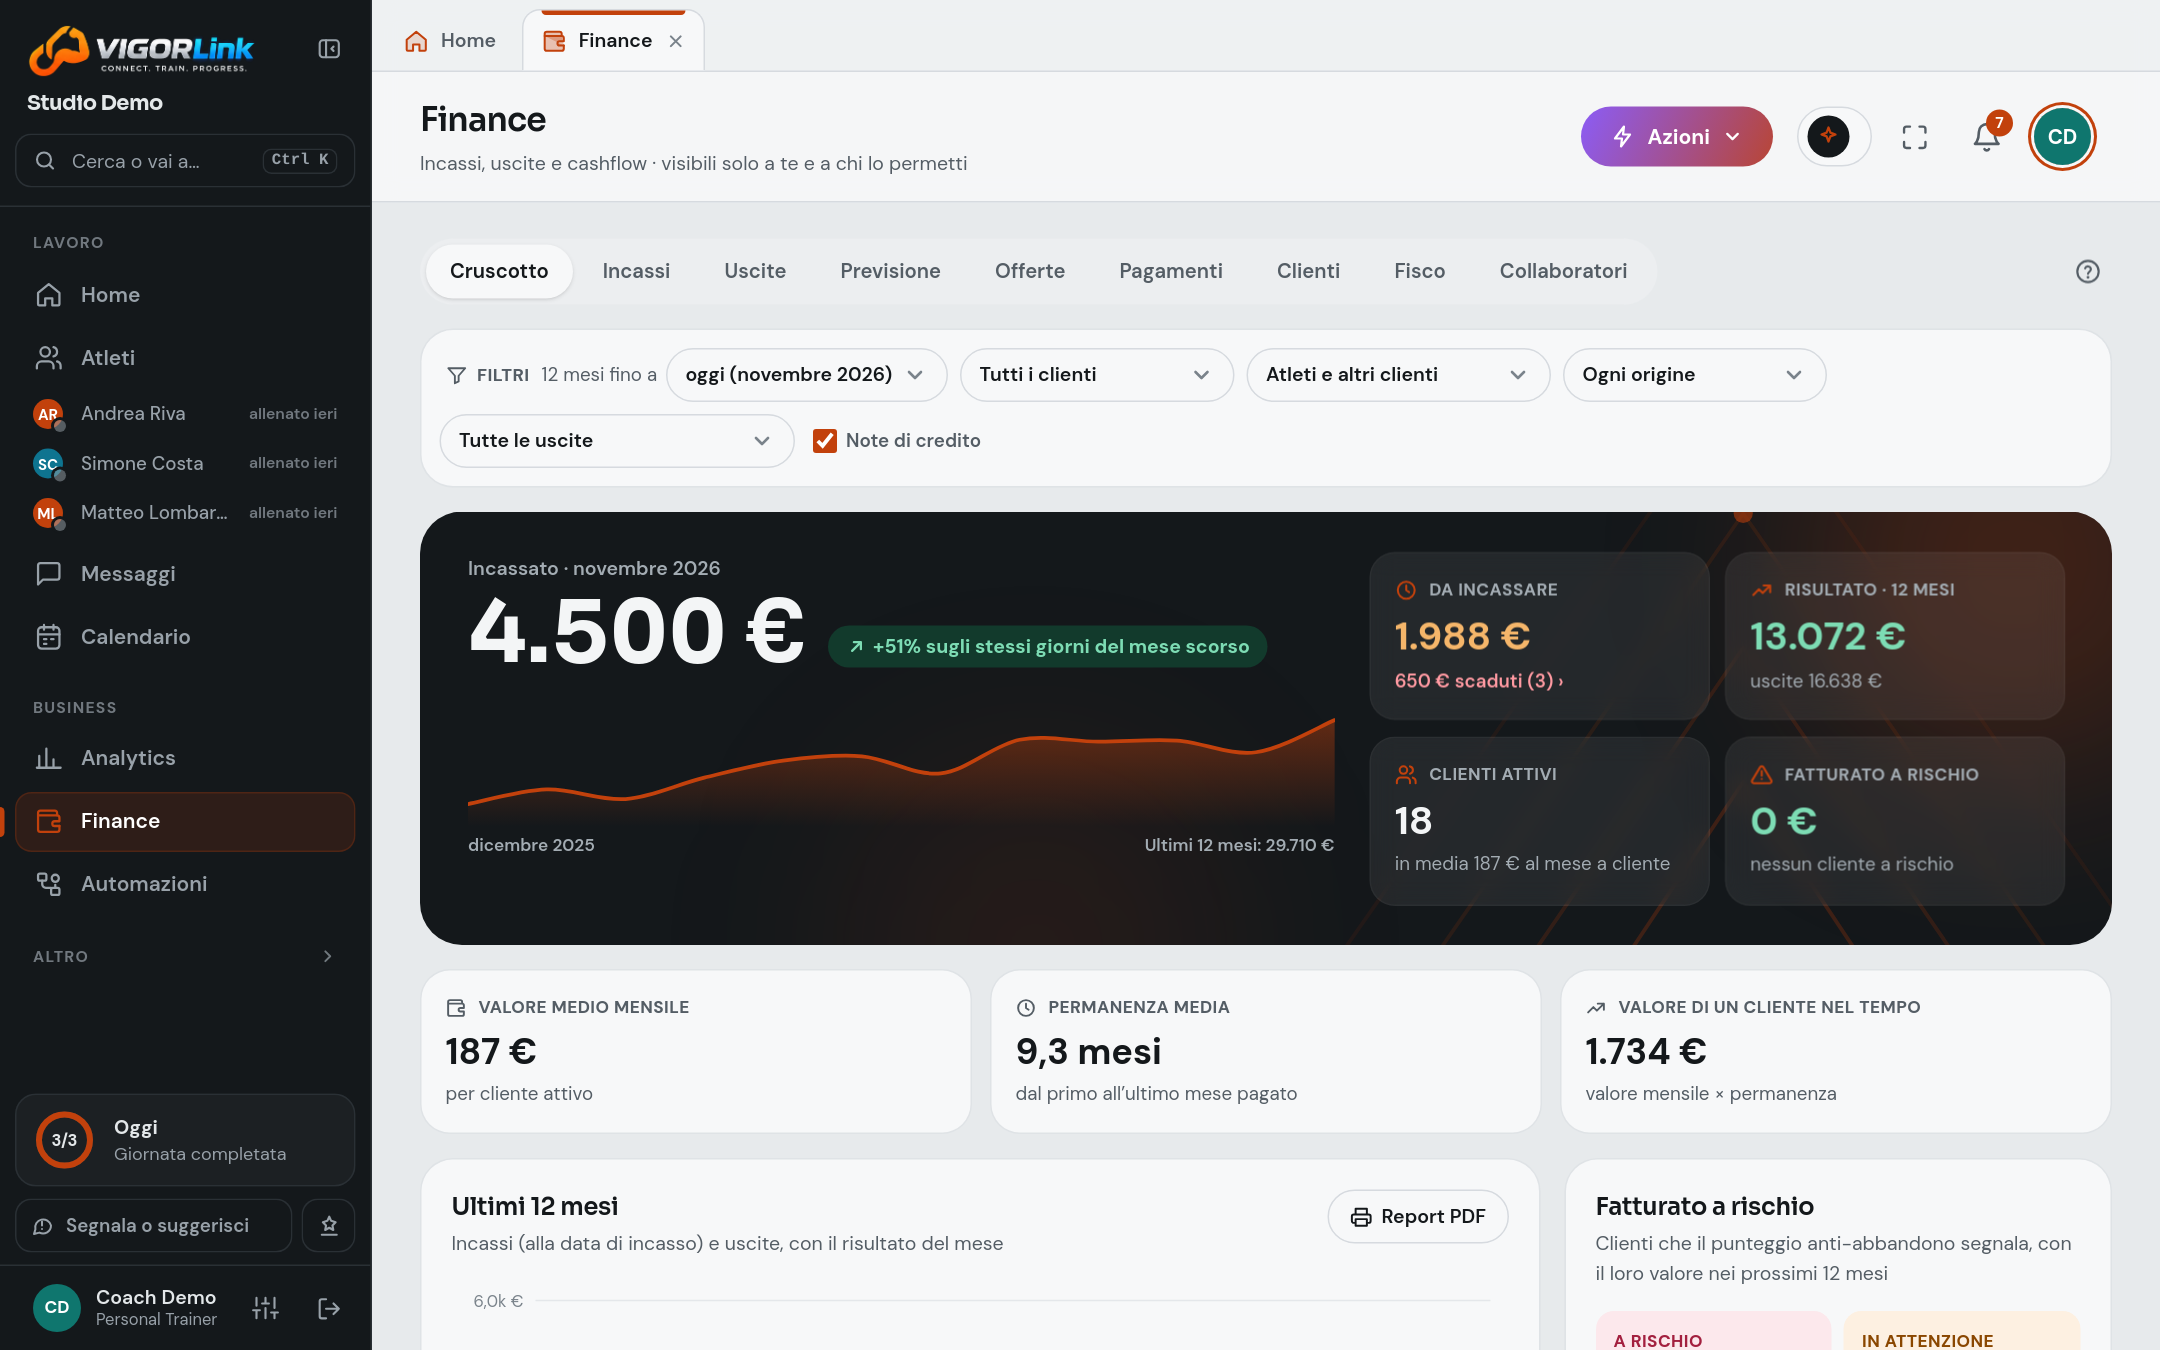 VIGORLink
CONNECT. TRAIN. PROGRESS.
Studio Demo
Cerca o vai a...
Ctrl K
LAVORO
Home
Atleti
AR Andrea Riva allenato ieri
SC Simone Costa allenato ieri
ML Matteo Lombar... allenato ieri
Messaggi
Calendario
BUSINESS
Analytics
Finance
Automazioni
ALTRO
3/3
Oggi
Giornata completata
Segnala o suggerisci
CD
Coach Demo
Personal Trainer
Home
Finance
Finance
Incassi, uscite e cashflow · visibili solo a te e a chi lo permetti
Azioni
7
CD
Cruscotto Incassi Uscite Previsione Offerte Pagamenti Clienti Fisco Collaboratori
FILTRI 12 mesi fino a oggi (novembre 2026) Tutti i clienti Atleti e altri clienti Ogni origine
Tutte le uscite Note di credito
Incassato · novembre 2026
4.500 €
+51% sugli stessi giorni del mese scorso
dicembre 2025
Ultimi 12 mesi: 29.710 €
DA INCASSARE
1.988 €
650 € scaduti (3) ›
RISULTATO · 12 MESI
13.072 €
uscite 16.638 €
CLIENTI ATTIVI
18
in media 187 € al mese a cliente
FATTURATO A RISCHIO
0 €
nessun cliente a rischio
VALORE MEDIO MENSILE
187 €
per cliente attivo
PERMANENZA MEDIA
9,3 mesi
dal primo all'ultimo mese pagato
VALORE DI UN CLIENTE NEL TEMPO
1.734 €
valore mensile × permanenza
Ultimi 12 mesi
Incassi (alla data di incasso) e uscite, con il risultato del mese
Report PDF
6,0k €
Fatturato a rischio
Clienti che il punteggio anti-abbandono segnala, con
il loro valore nei prossimi 12 mesi
A RISCHIO
IN ATTENZIONE